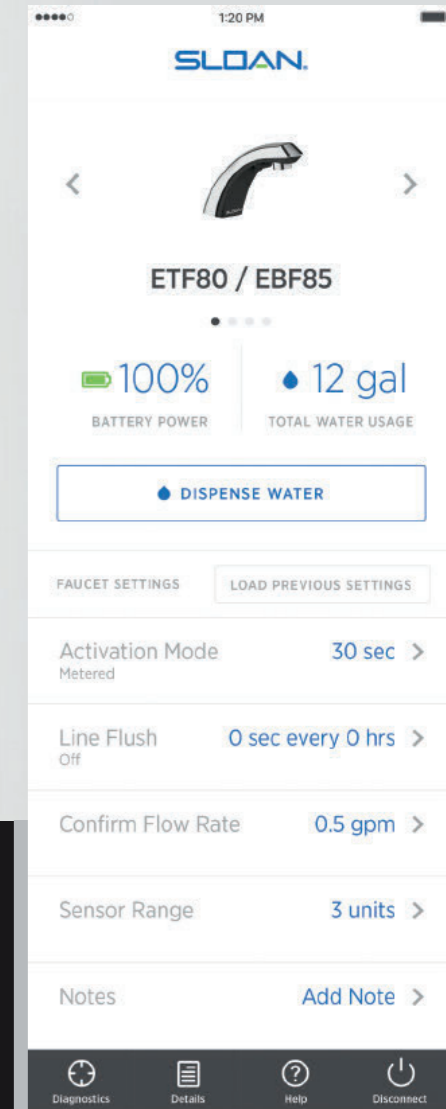 1:20 PM
SLOAN.
ETF80 / EBF85
100%
BATTERY POWER
12 gal
TOTAL WATER USAGE
DISPENSE WATER
FAUCET SETTINGS
LOAD PREVIOUS SETTINGS
Activation Mode 30 sec
Metered
Line Flush 0 sec every 0 hrs
Off
Confirm Flow Rate 0.5 gpm
Sensor Range 3 units
Notes Add Note
Diagnostics Details Help Disconnect